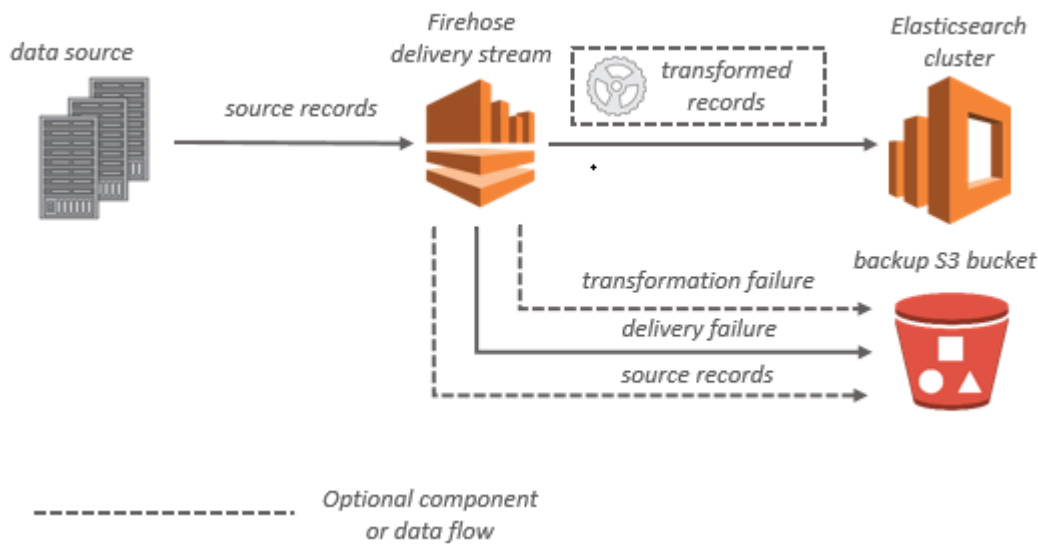 data source
source records
Firehose
delivery stream
transformed
records
Elasticsearch
cluster
backup S3 bucket
transformation failure
delivery failure
source records
Optional component
or data flow